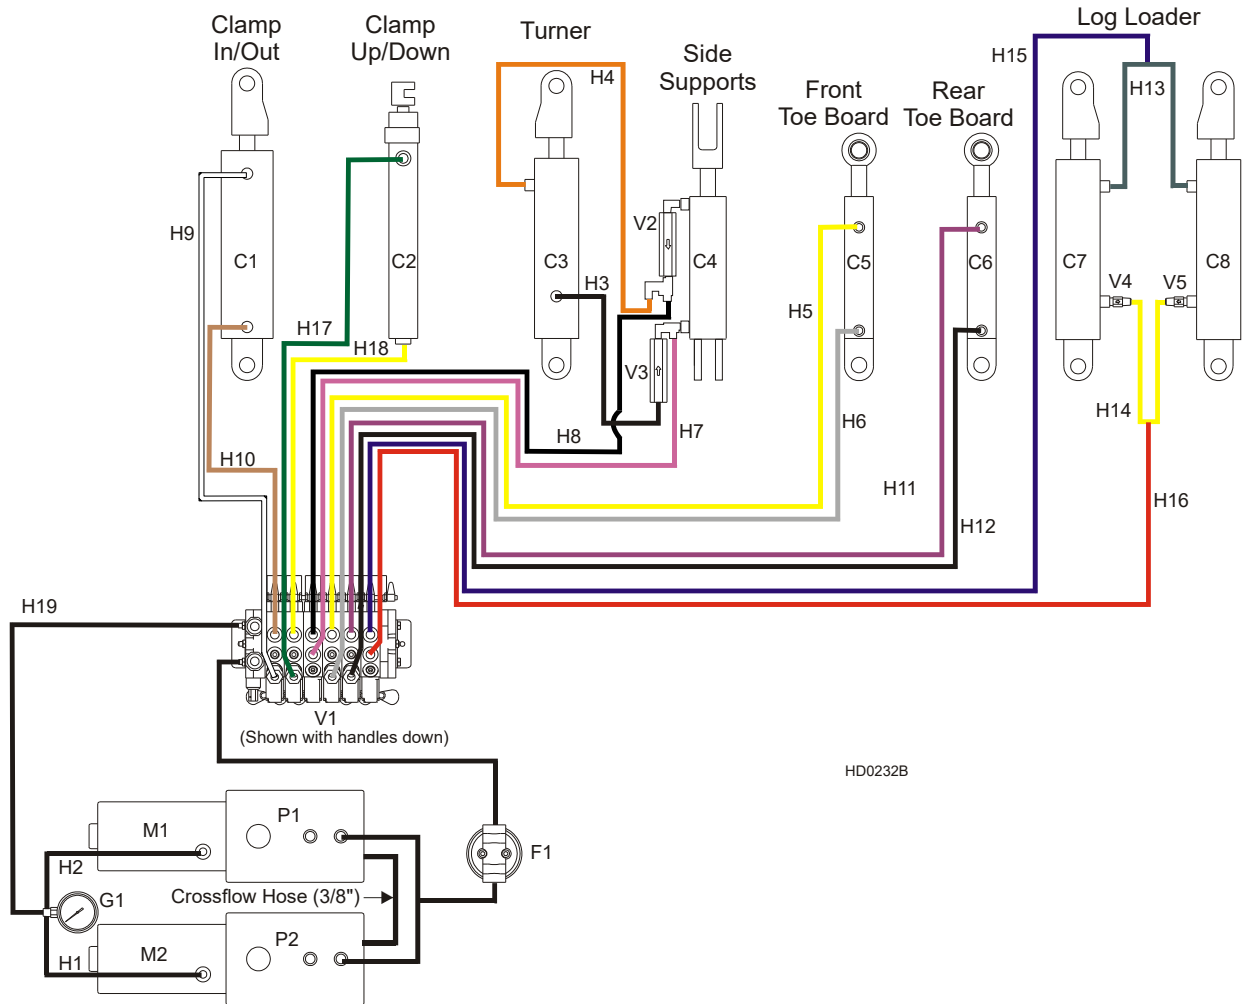 Clamp
In/Out
Clamp
Up/Down
Turner
Side
Supports
Front
Toe Board
Rear
Toe Board
Log Loader
H4
H15
H13
H9
V2
C1
C2
C3
C4
C5
C6
C7
C8
H3
V4
V5
H5
H17
H18
V3
H14
H6
H8
H7
H10
H11
H16
H12
H19
V1
(Shown with handles down)
HD0232B
P1
M1
F1
H2
Crossflow Hose (3/8")
G1
P2
M2
H1